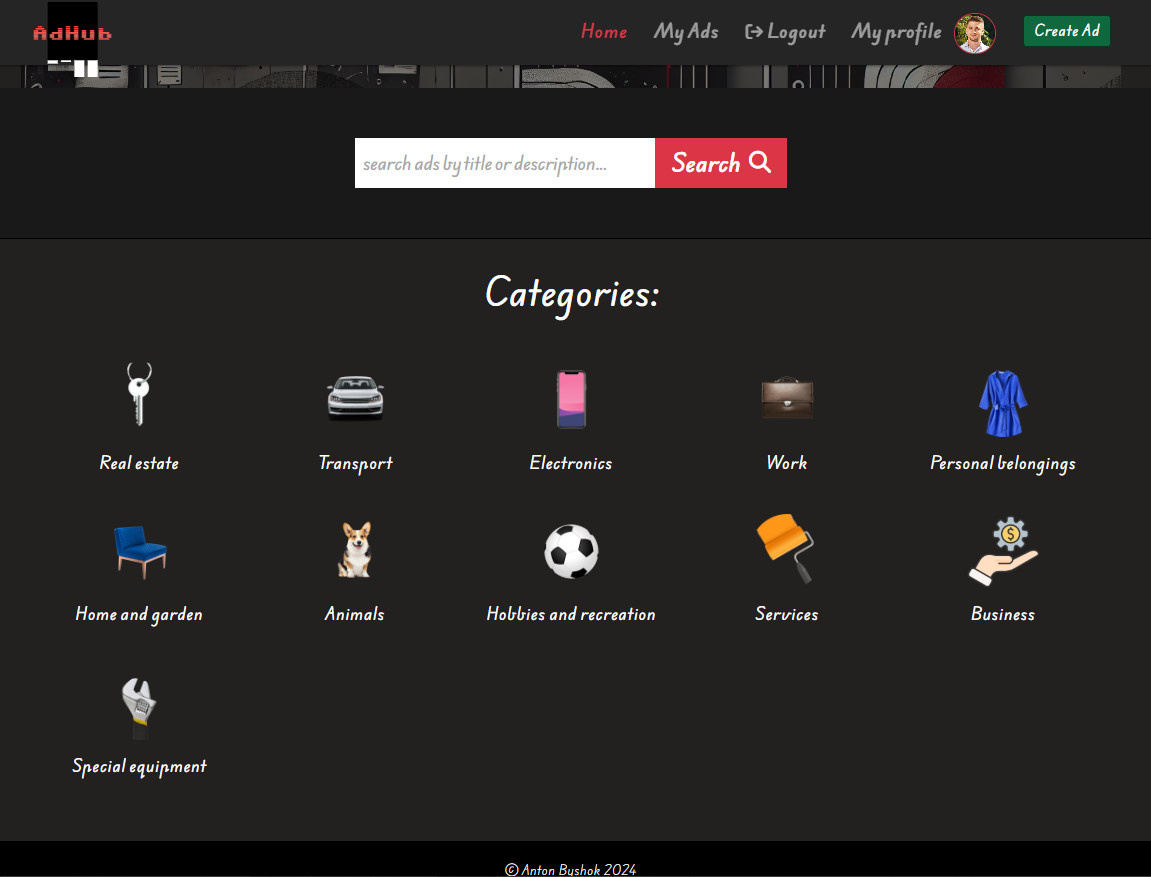 AdHub
Home My Ads Logout My profile Create Ad
search ads by title or description...
Search
Categories:
Real estate Transport Electronics Work Personal belongings
Home and garden Animals Hobbies and recreation Services Business
Special equipment
© Anton Byshok 2024